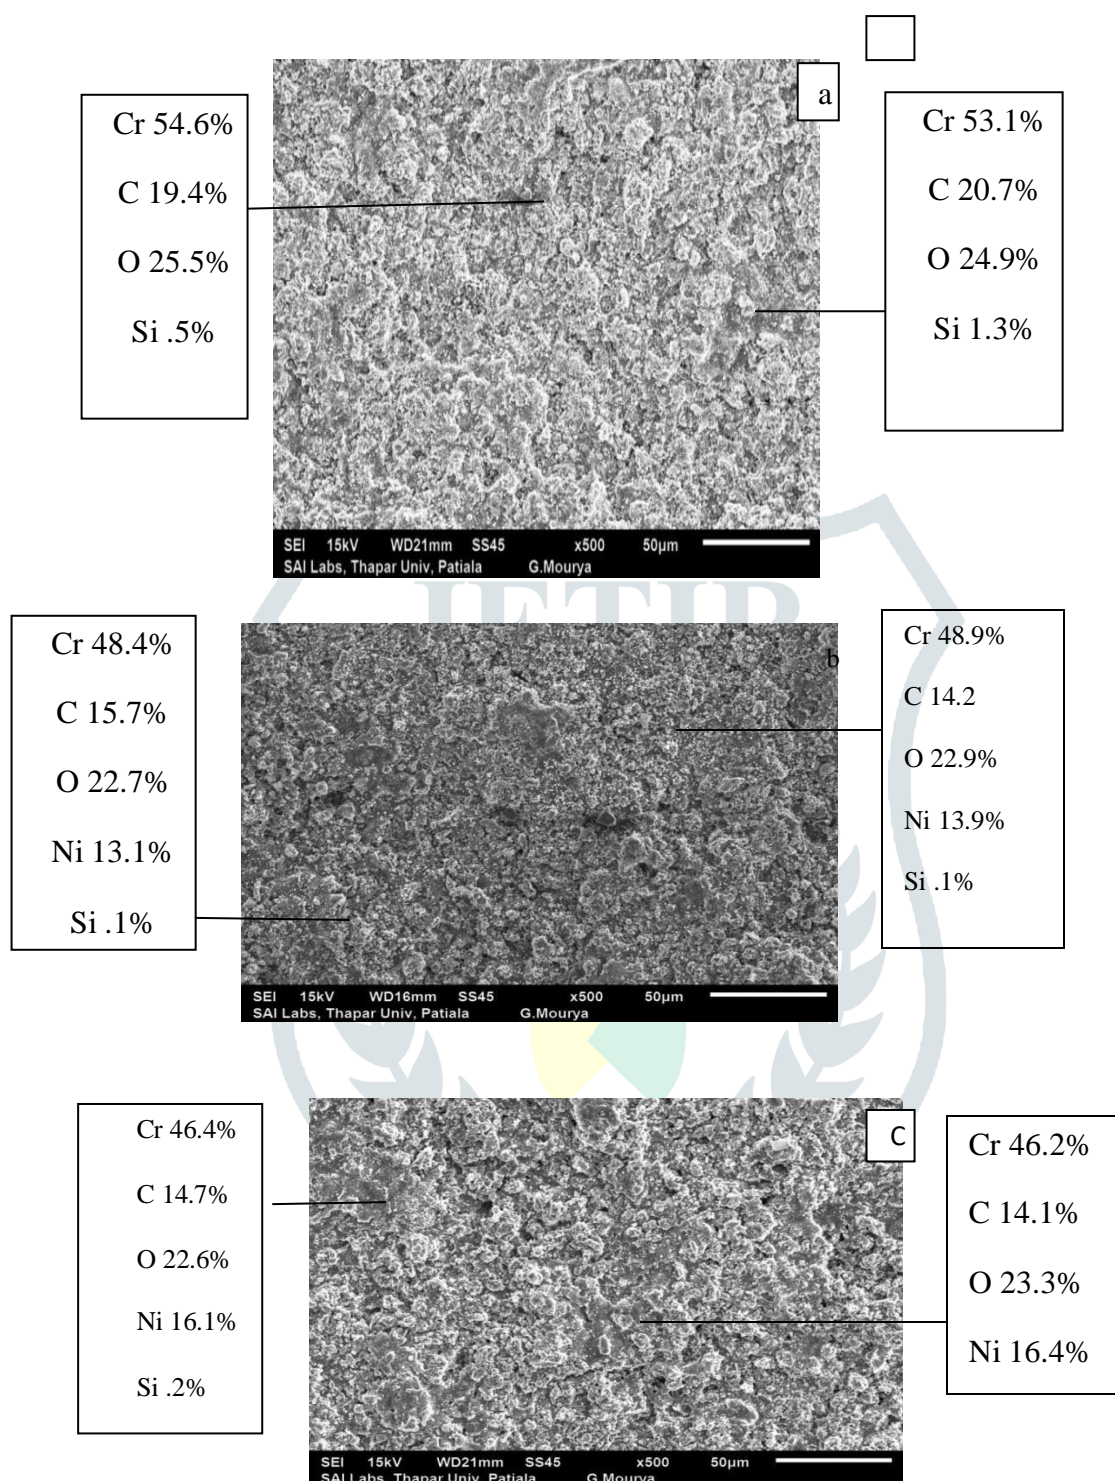 a
Cr 54.6%
C 19.4%
O 25.5%
Si .5%
Cr 53.1%
C 20.7%
O 24.9%
Si 1.3%
SEI 15kV WD21mm SS45 x500 50µm
SAI Labs, Thapar Univ, Patiala G.Mourya
JETIR
Cr 48.4%
C 15.7%
O 22.7%
Ni 13.1%
Si .1%
b
Cr 48.9%
C 14.2
O 22.9%
Ni 13.9%
Si .1%
SEI 15kV WD16mm SS45 x500 50µm
SAI Labs, Thapar Univ, Patiala G.Mourya
Cr 46.4%
C 14.7%
O 22.6%
Ni 16.1%
Si .2%
C
Cr 46.2%
C 14.1%
O 23.3%
Ni 16.4%
SEI 15kV WD21mm SS45 x500 50µm
SAI Labs, Thapar Univ, Patiala G.Mourya